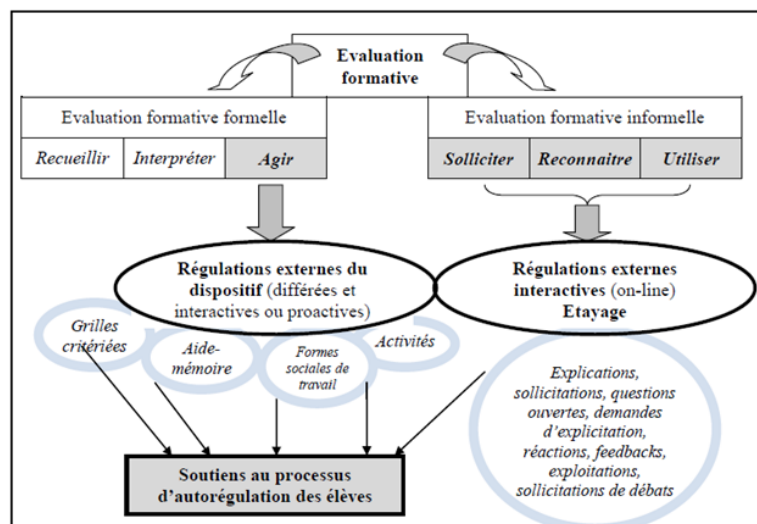 Evaluation
formative
Evaluation formative formelle
Recueillir Interpréter Agir
Evaluation formative informelle
Solliciter Reconnaitre Utiliser
Régulations externes du
dispositif (différées et
interactives ou proactives)
Régulations externes
interactives (on-line)
Etayage
Grilles
critériées
Aide-
mémoire
Formes
sociales de
travail
Activités
Explications,
sollicitations, questions
ouvertes, demandes
d'explicitation,
réactions, feedbacks,
exploitations,
sollicitations de débats
Soutiens au processus
d'autorégulation des élèves